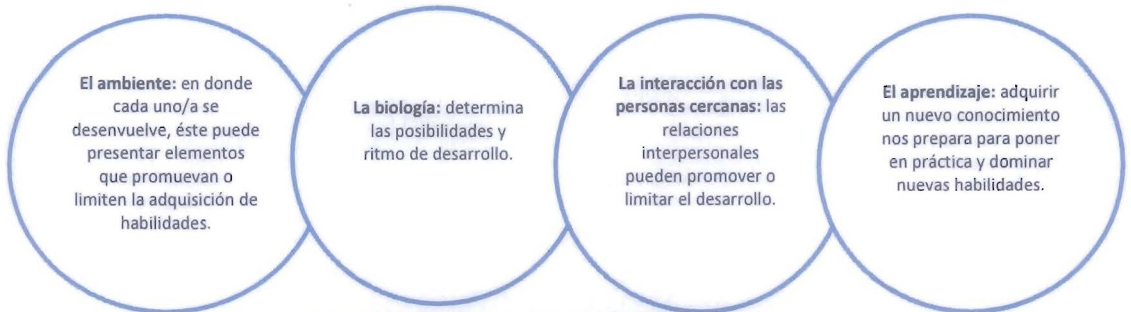 El ambiente: en donde
cada uno/a se
desenvuelve, éste puede
presentar elementos
que promuevan o
limiten la adquisición de
habilidades.
La biología: determina
las posibilidades y
ritmo de desarrollo.
La interacción con las
personas cercanas: las
relaciones
interpersonales
pueden promover o
limitar el desarrollo.
El aprendizaje: adquirir
un nuevo conocimiento
nos prepara para poner
en práctica y dominar
nuevas habilidades.